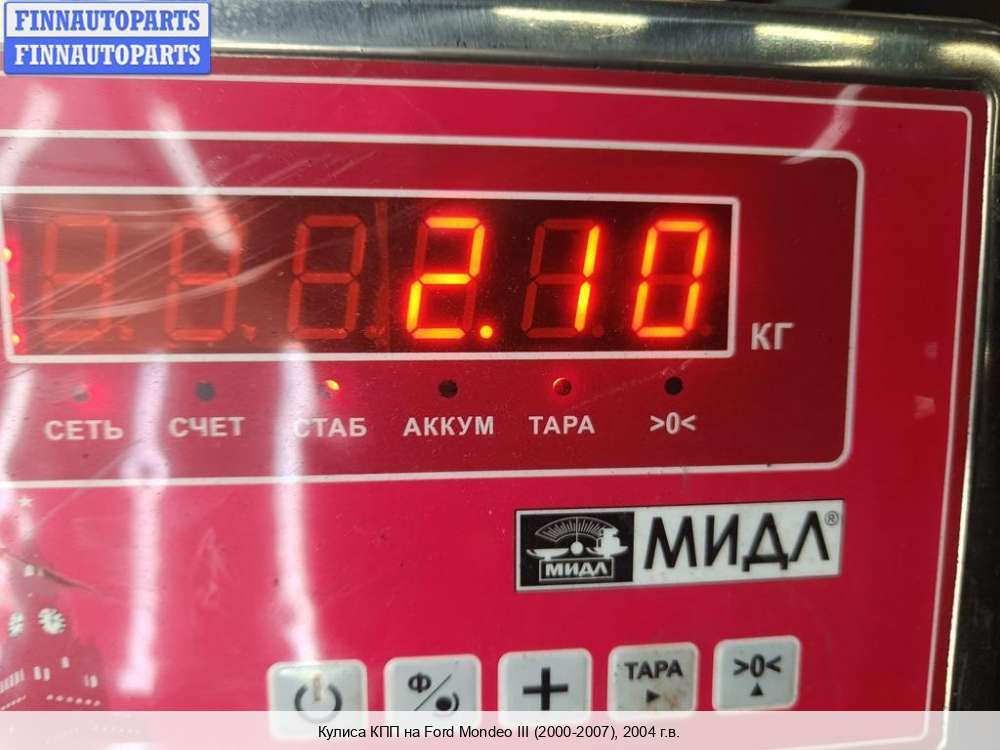 FINNAUTOPARTS
FINNAUTOPARTS
2.10
КГ
СЕТЬ СЧЕТ СТАБ АККУМ ТАРА >0<
МИДЛ МИДЛ®
Ф ТАРА >0<
Кулиса КПП на Ford Mondeo III (2000-2007), 2004 г.в.